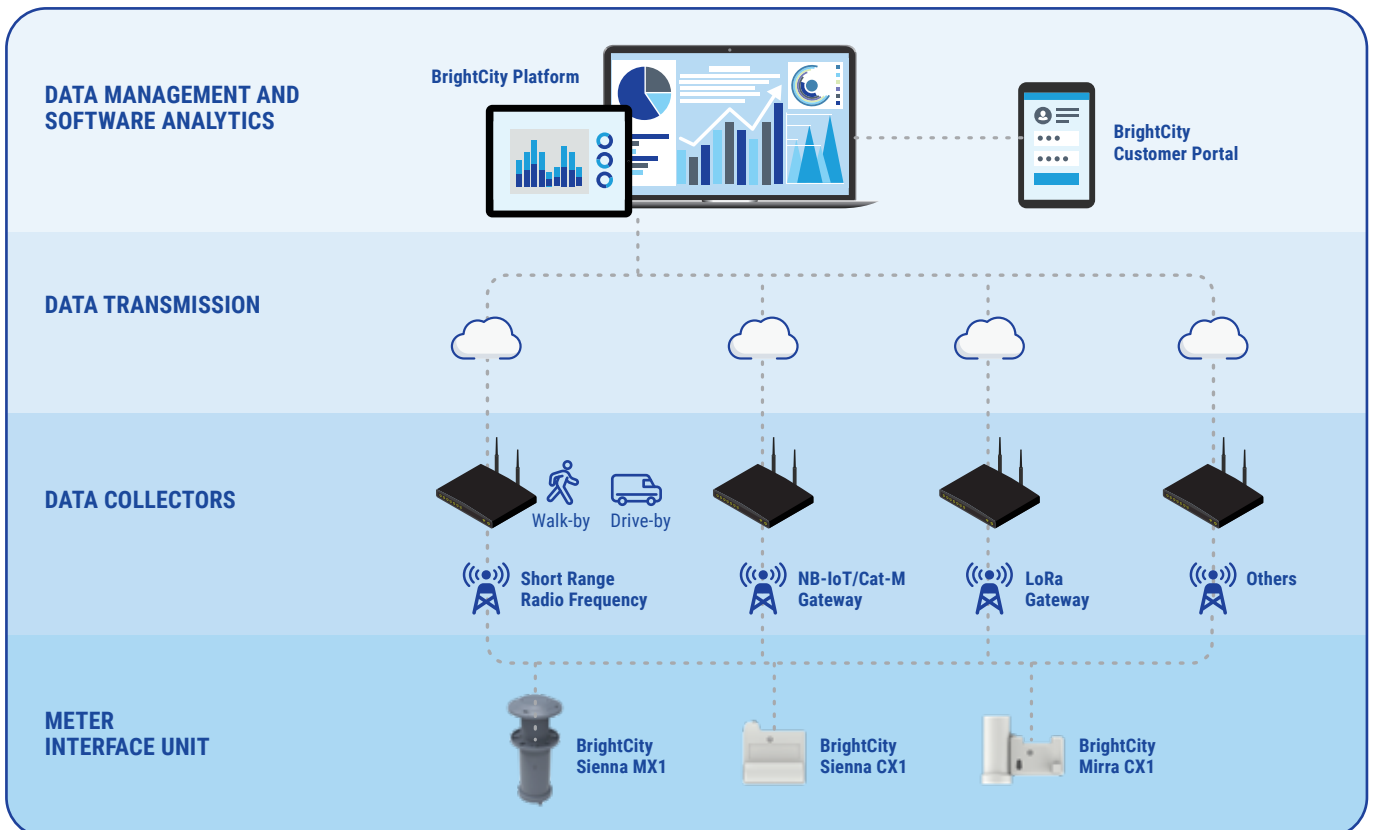 DATA MANAGEMENT AND
SOFTWARE ANALYTICS
BrightCity Platform
BrightCity
Customer Portal
DATA TRANSMISSION
DATA COLLECTORS
Walk-by
Drive-by
Short Range
Radio Frequency
NB-IoT/Cat-M
Gateway
LoRa
Gateway
Others
METER
INTERFACE UNIT
BrightCity
Sienna MX1
BrightCity
Sienna CX1
BrightCity
Mirra CX1